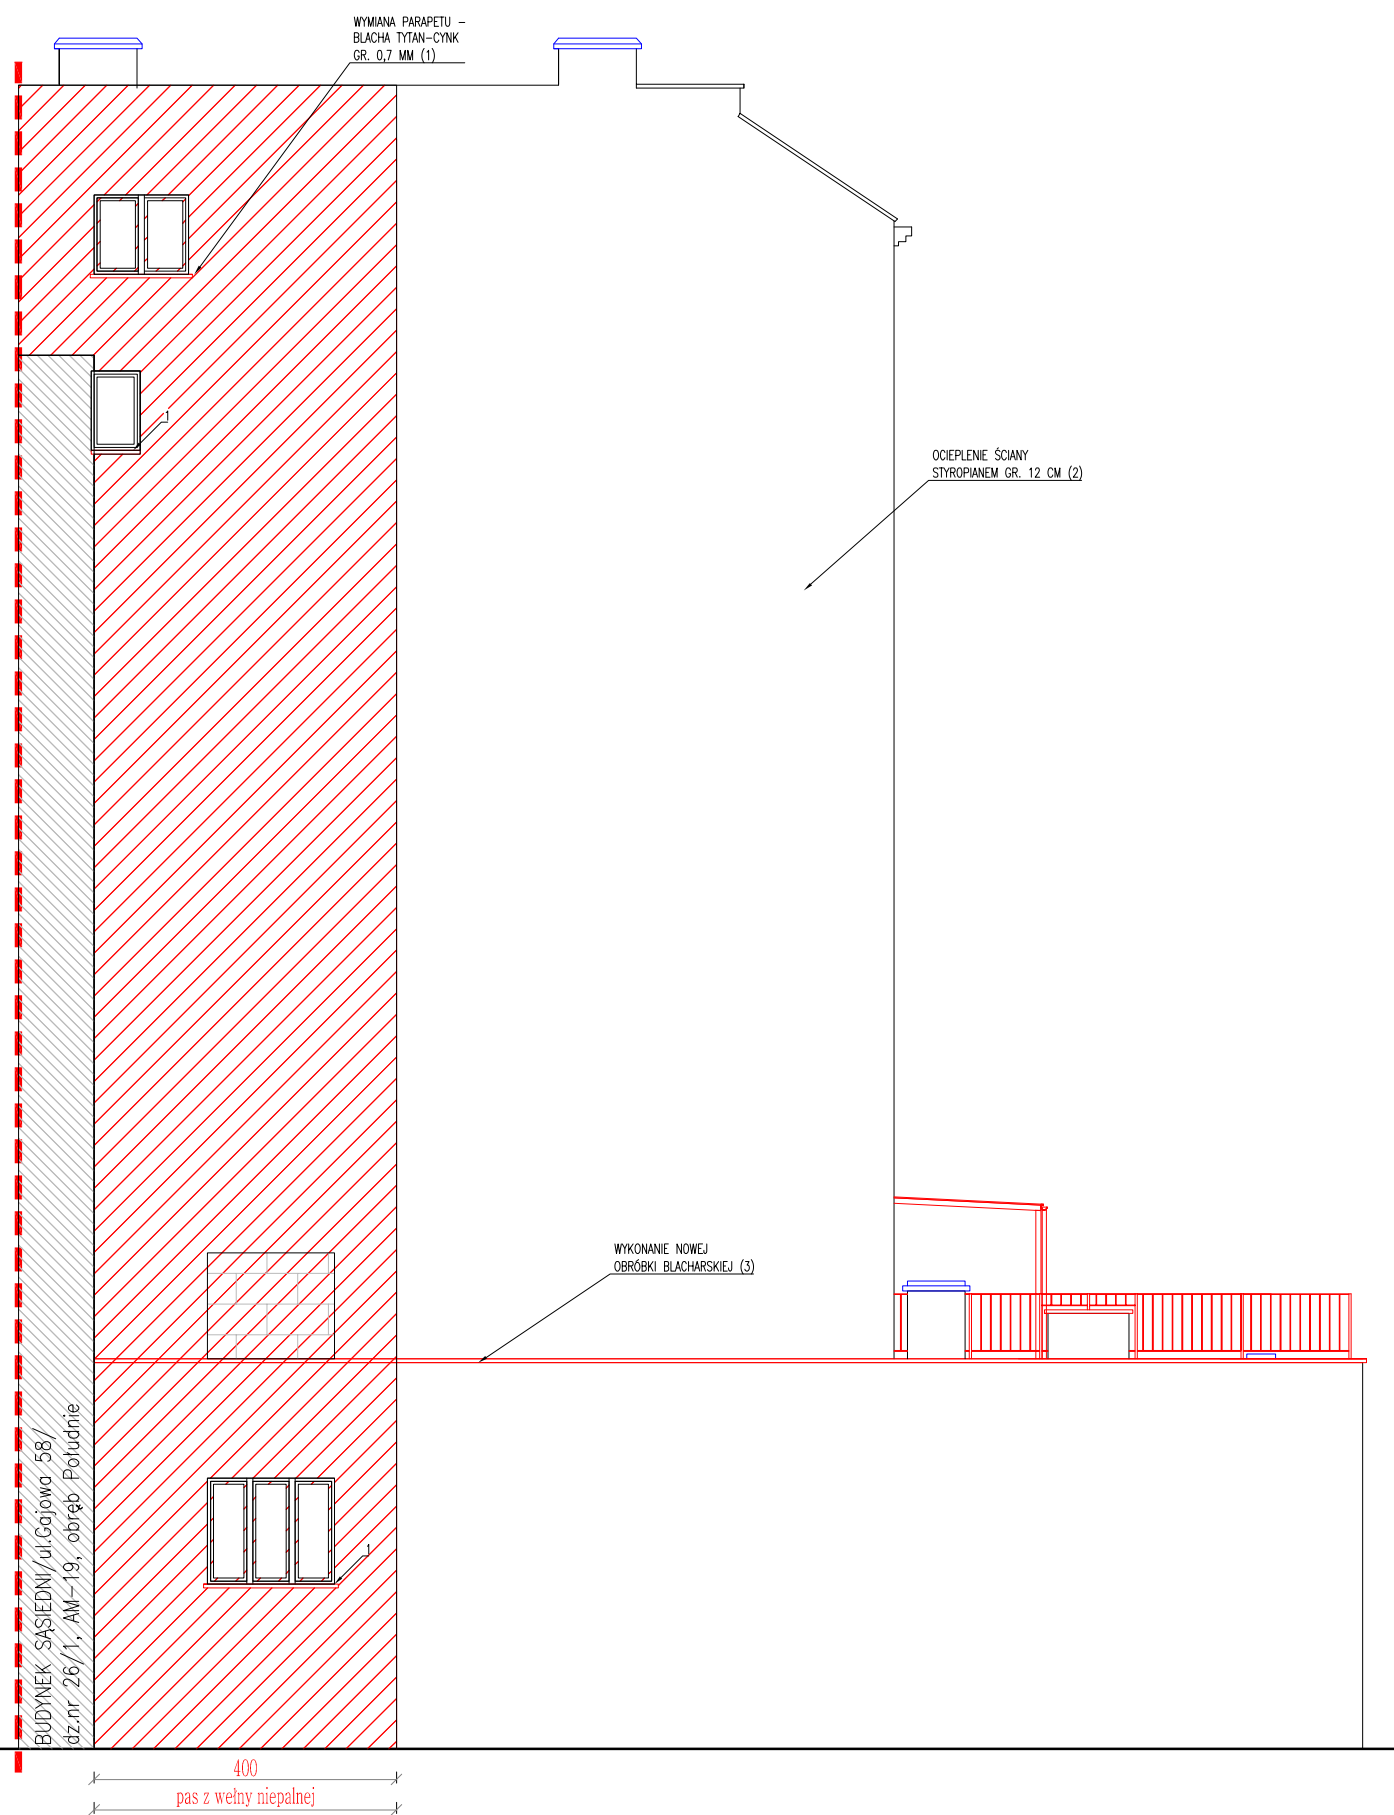 WYMIANA PARAPETU –
BLACHA TYTAN-CYNK
GR. 0,7 MM (1)
1
OCIEPLENIE ŚCIANY
STYROPIANEM GR. 12 CM (2)
WYKONANIE NOWEJ
OBRÓBKI BLACHARSKIEJ (3)
BUDYNEK SĄSIEDNI/ul.Gajowa 58/
dz.nr 26/1, AM-19, obręb Południe
1
400
pas z wełny niepalnej